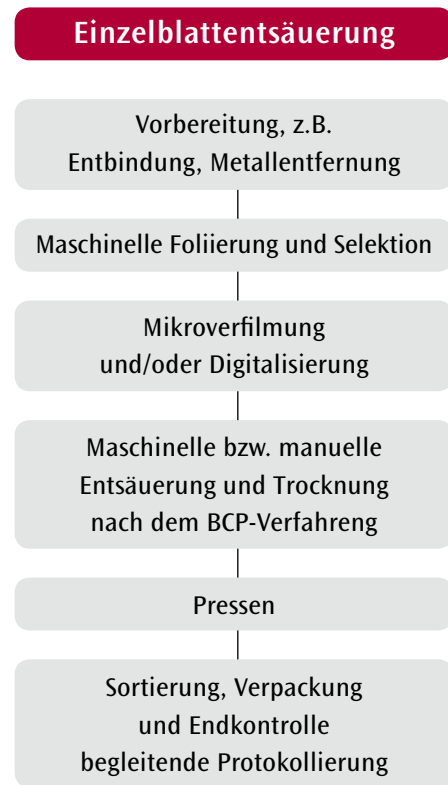 Einzelblattentsäuerung
Vorbereitung, z.B.
Entbindung, Metallentfernung
Maschinelle Foliierung und Selektion
Mikroverfilmung
und/oder Digitalisierung
Maschinelle bzw. manuelle
Entsäuerung und Trocknung
nach dem BCP-Verfahreng
Pressen
Sortierung, Verpackung
und Endkontrolle
begleitende Protokollierung